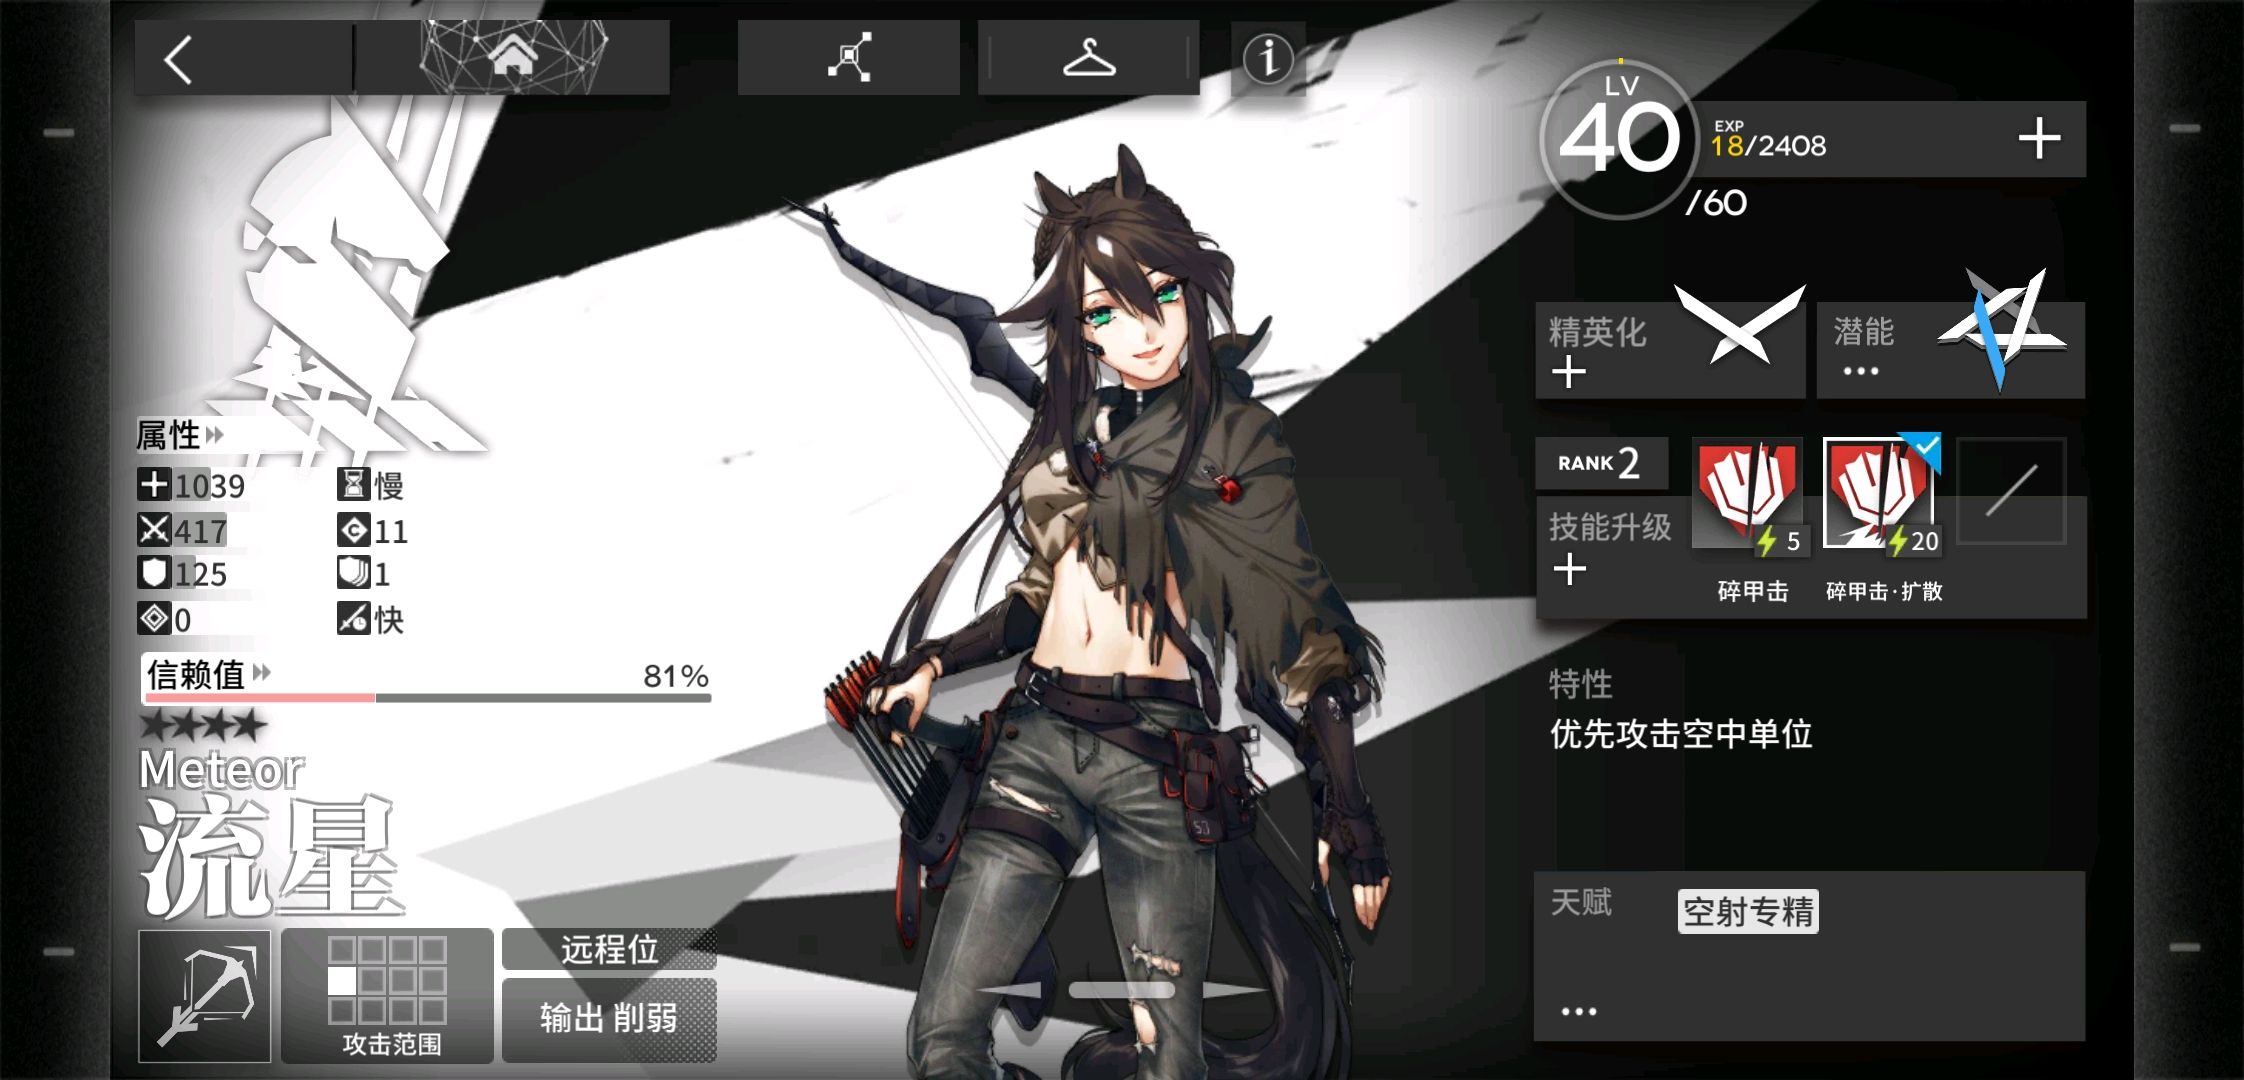 LV
40
/60
EXP
18/2408
精英化
潜能
属性
1039
慢
417
11
125
1
0
快
信赖值
81%
Meteor
流星
攻击范围
远程位
输出 削弱
RANK 2
技能升级
5
20
碎甲击
碎甲击·扩散
特性
优先攻击空中单位
天赋
空射专精
...